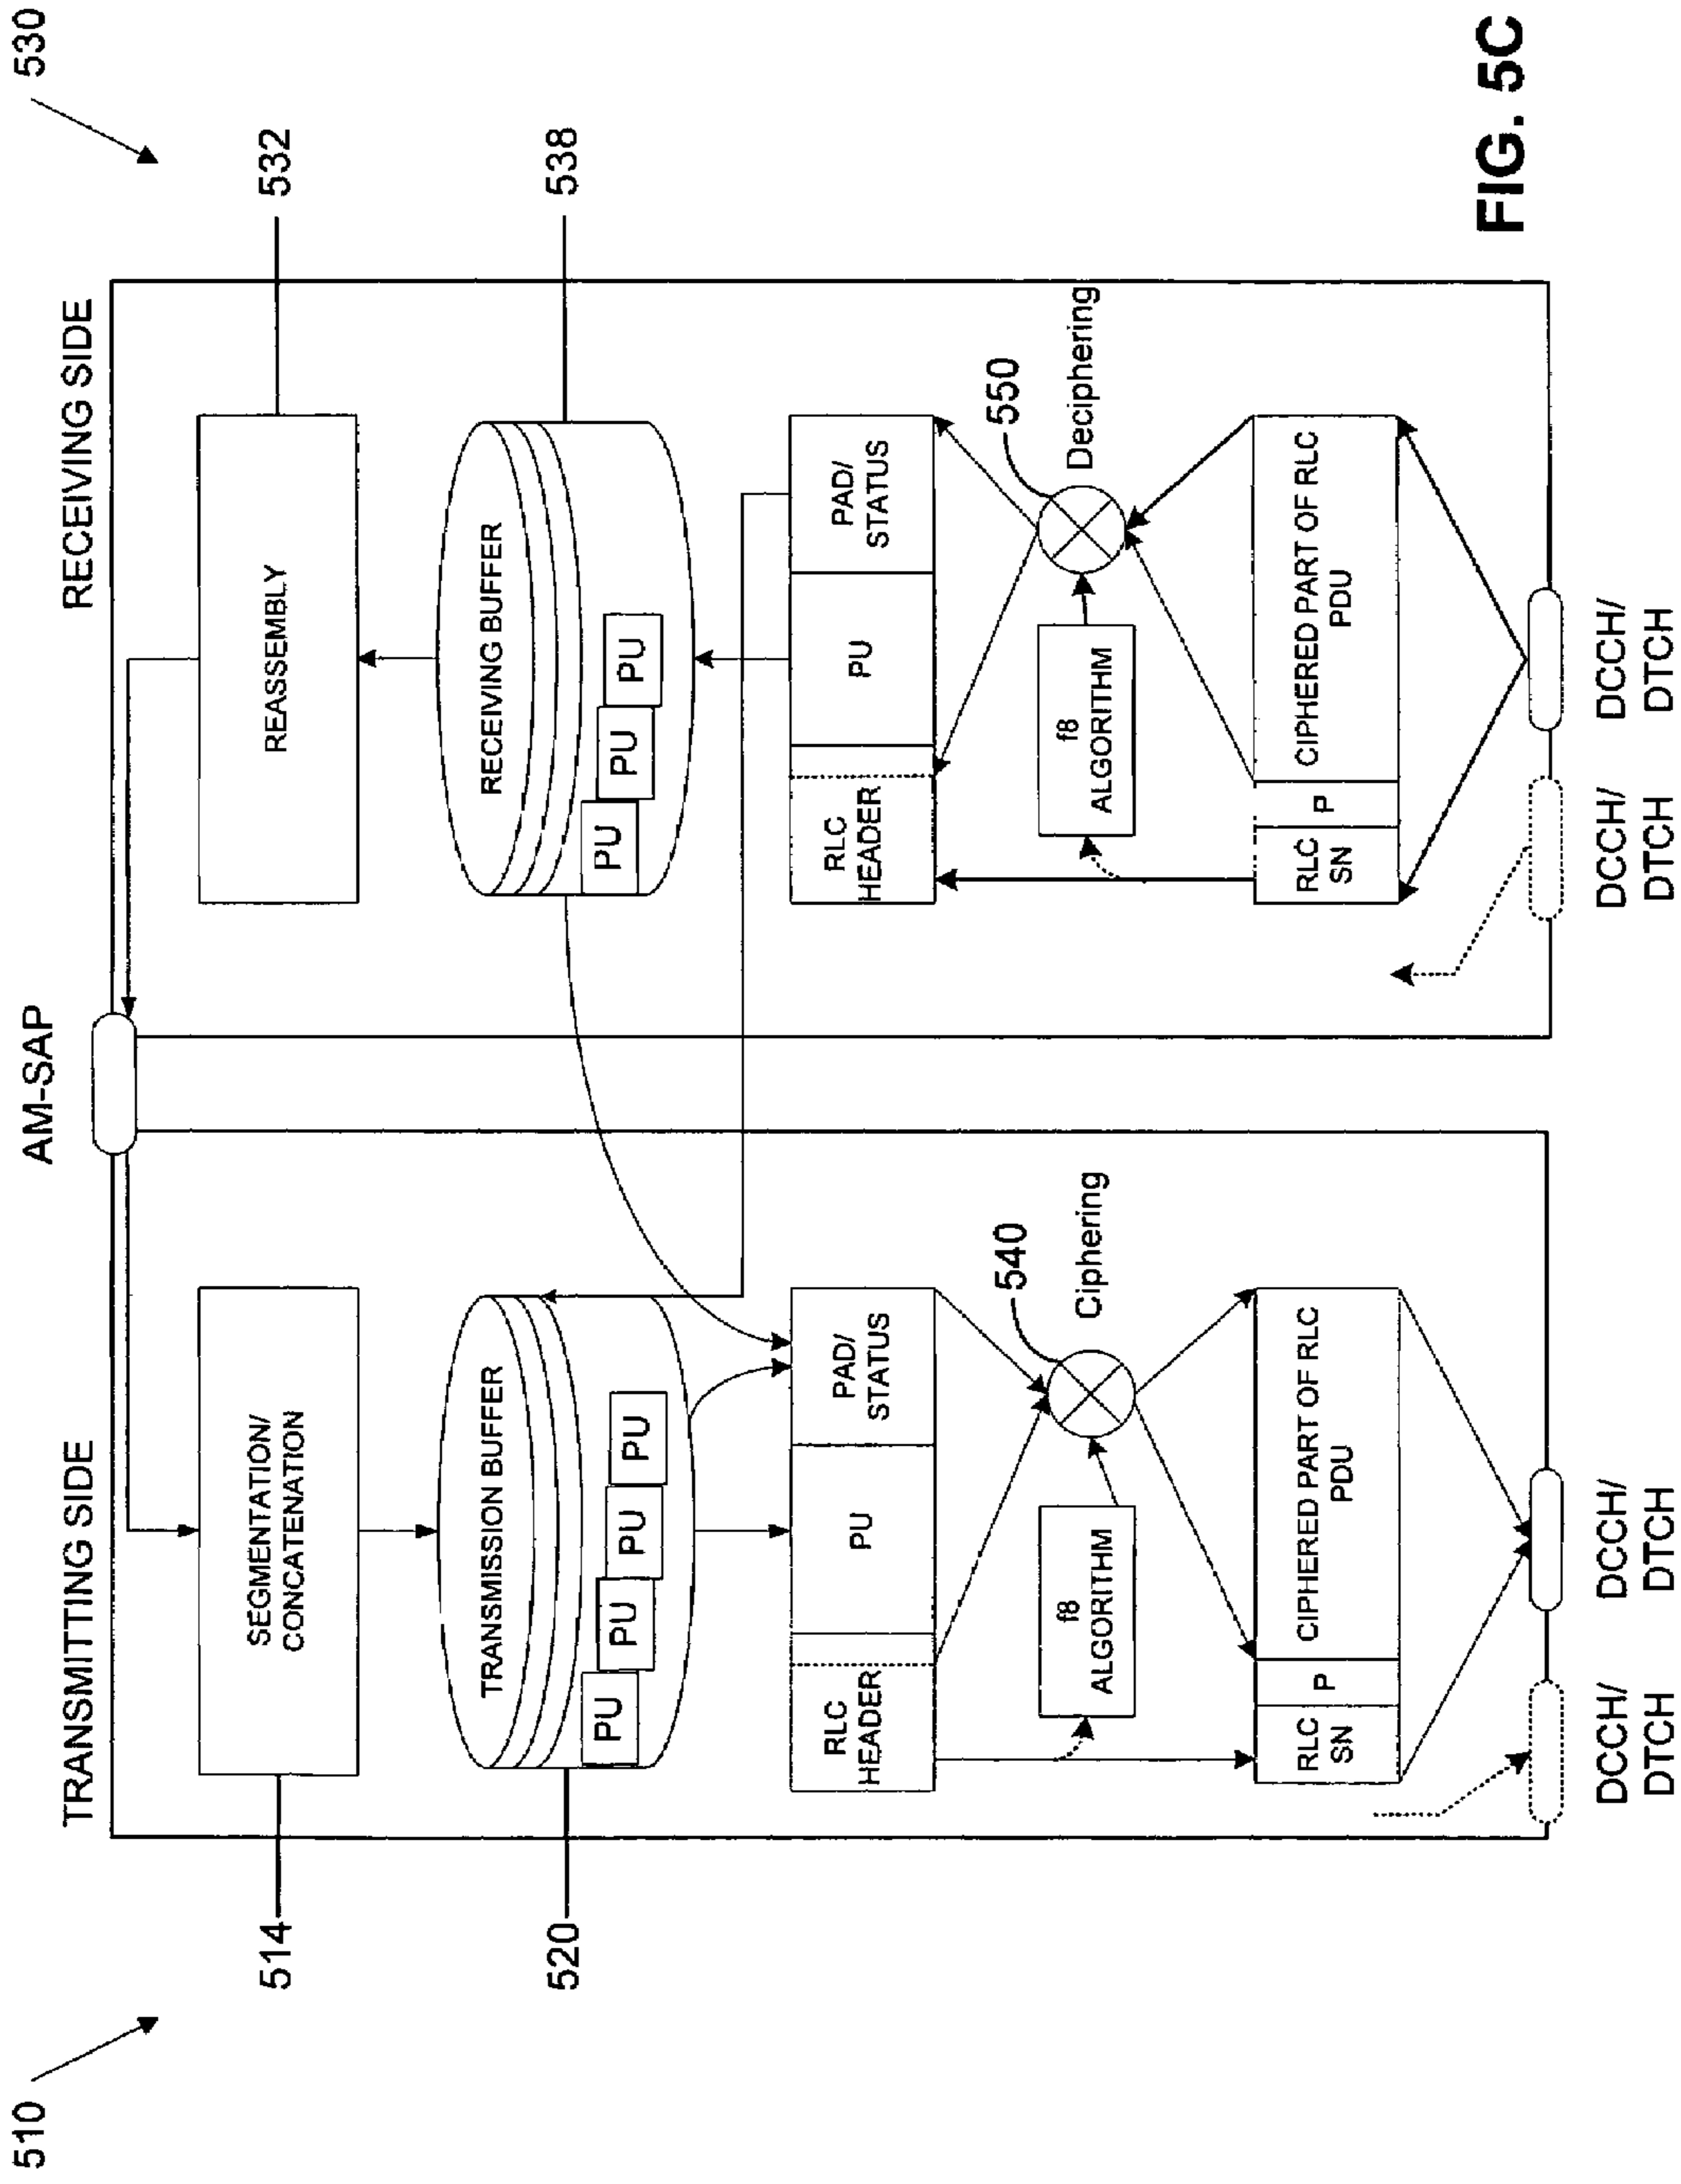 510
530
AM-SAP
TRANSMITTING SIDE
RECEIVING SIDE
514
SEGMENTATION/
CONCATENATION
REASSEMBLY
532
520
TRANSMISSION BUFFER
PU
PU
PU
PU
RECEIVING BUFFER
PU
PU
PU
538
RLC
HEADER
PU
PAD/
STATUS
RLC
HEADER
PU
PAD/
STATUS
540
Ciphering
f8
ALGORITHM
550
Deciphering
f8
ALGORITHM
RLC
SN
P
CIPHERED PART OF RLC
PDU
RLC
SN
P
CIPHERED PART OF RLC
PDU
DCCH/
DTCH
DCCH/
DTCH
DCCH/
DTCH
DCCH/
DTCH
FIG. 5C